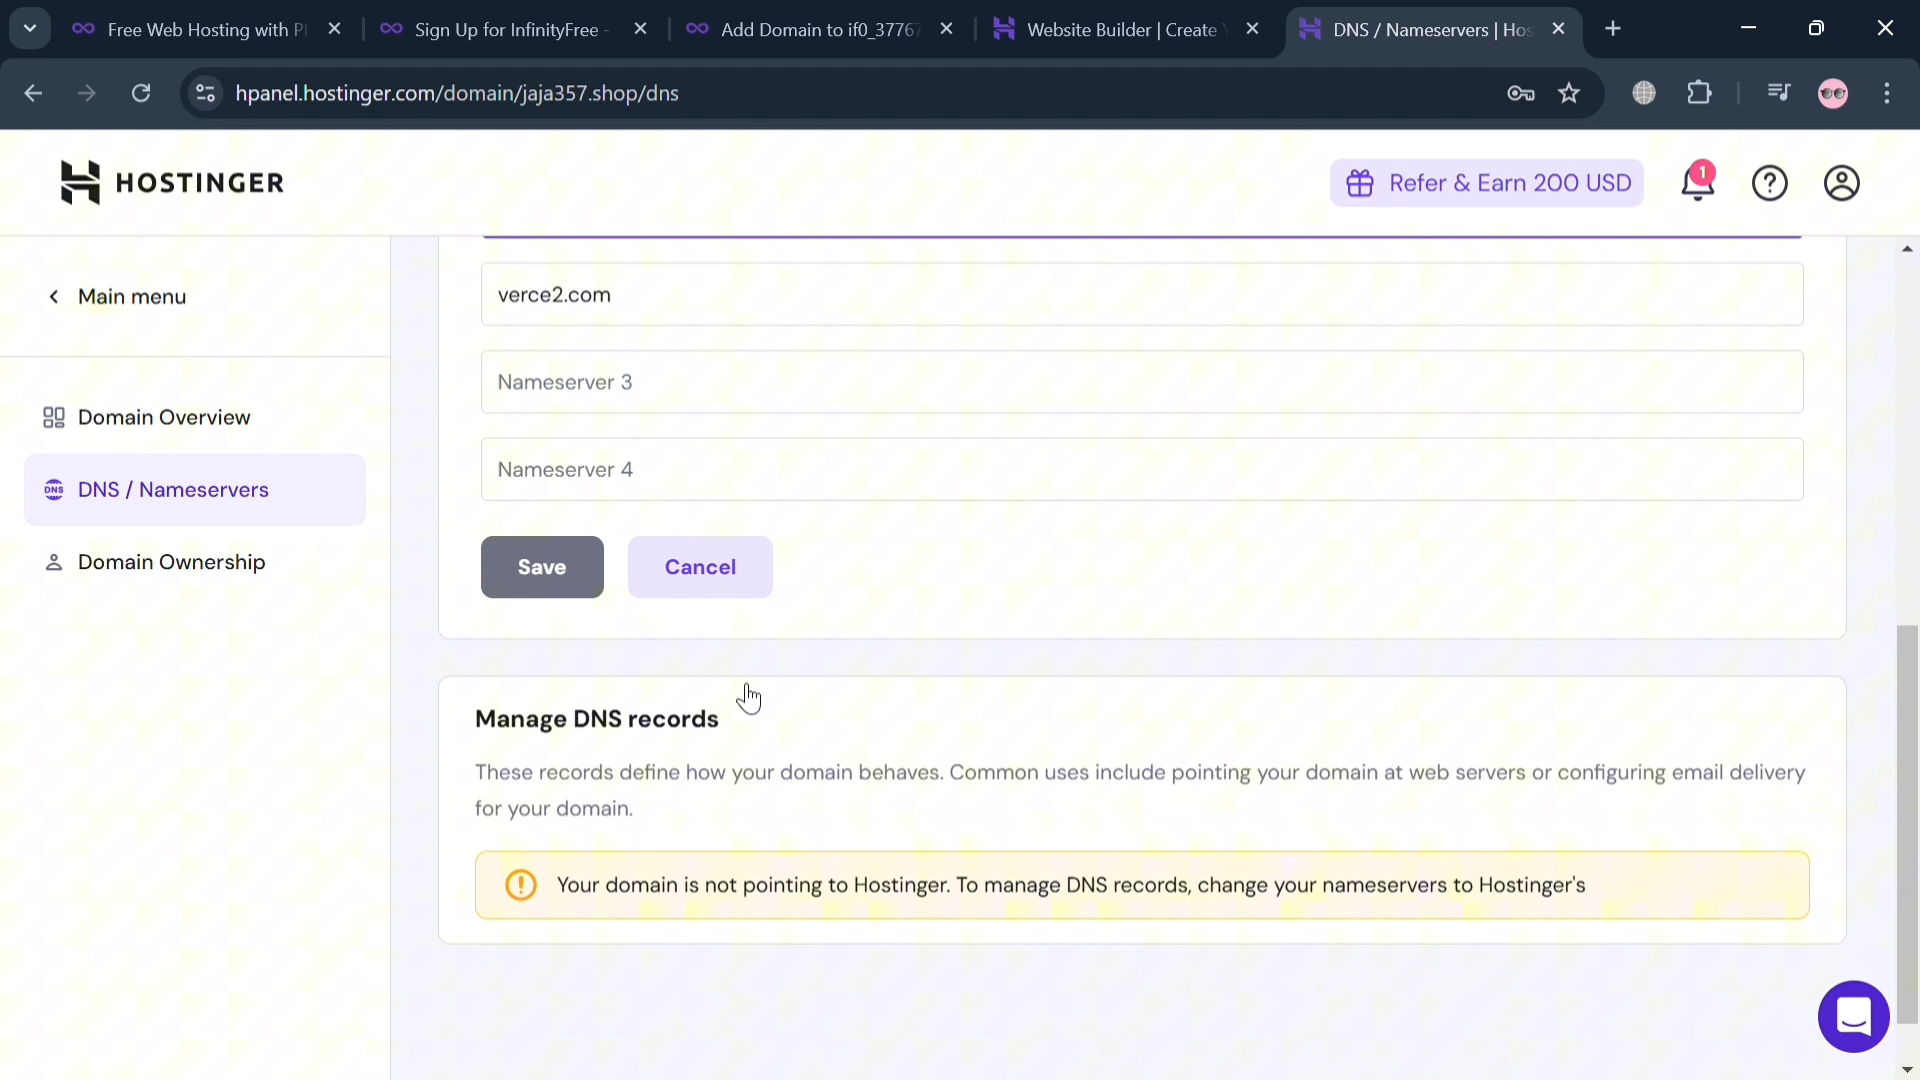 Free Web Hosting with P
Sign Up for InfinityFree -
Add Domain to if0_3776
Website Builder | Create
DNS / Nameservers | Hos
hpanel.hostinger.com/domain/jaja357.shop/dns
HOSTINGER
Refer & Earn 200 USD
1
Main menu
verce2.com
Nameserver 3
Domain Overview
Nameserver 4
DNS
DNS / Nameservers
Domain Ownership
Save
Cancel
Manage DNS records
These records define how your domain behaves. Common uses include pointing your domain at web servers or configuring email delivery
for your domain.
Your domain is not pointing to Hostinger. To manage DNS records, change your nameservers to Hostinger's